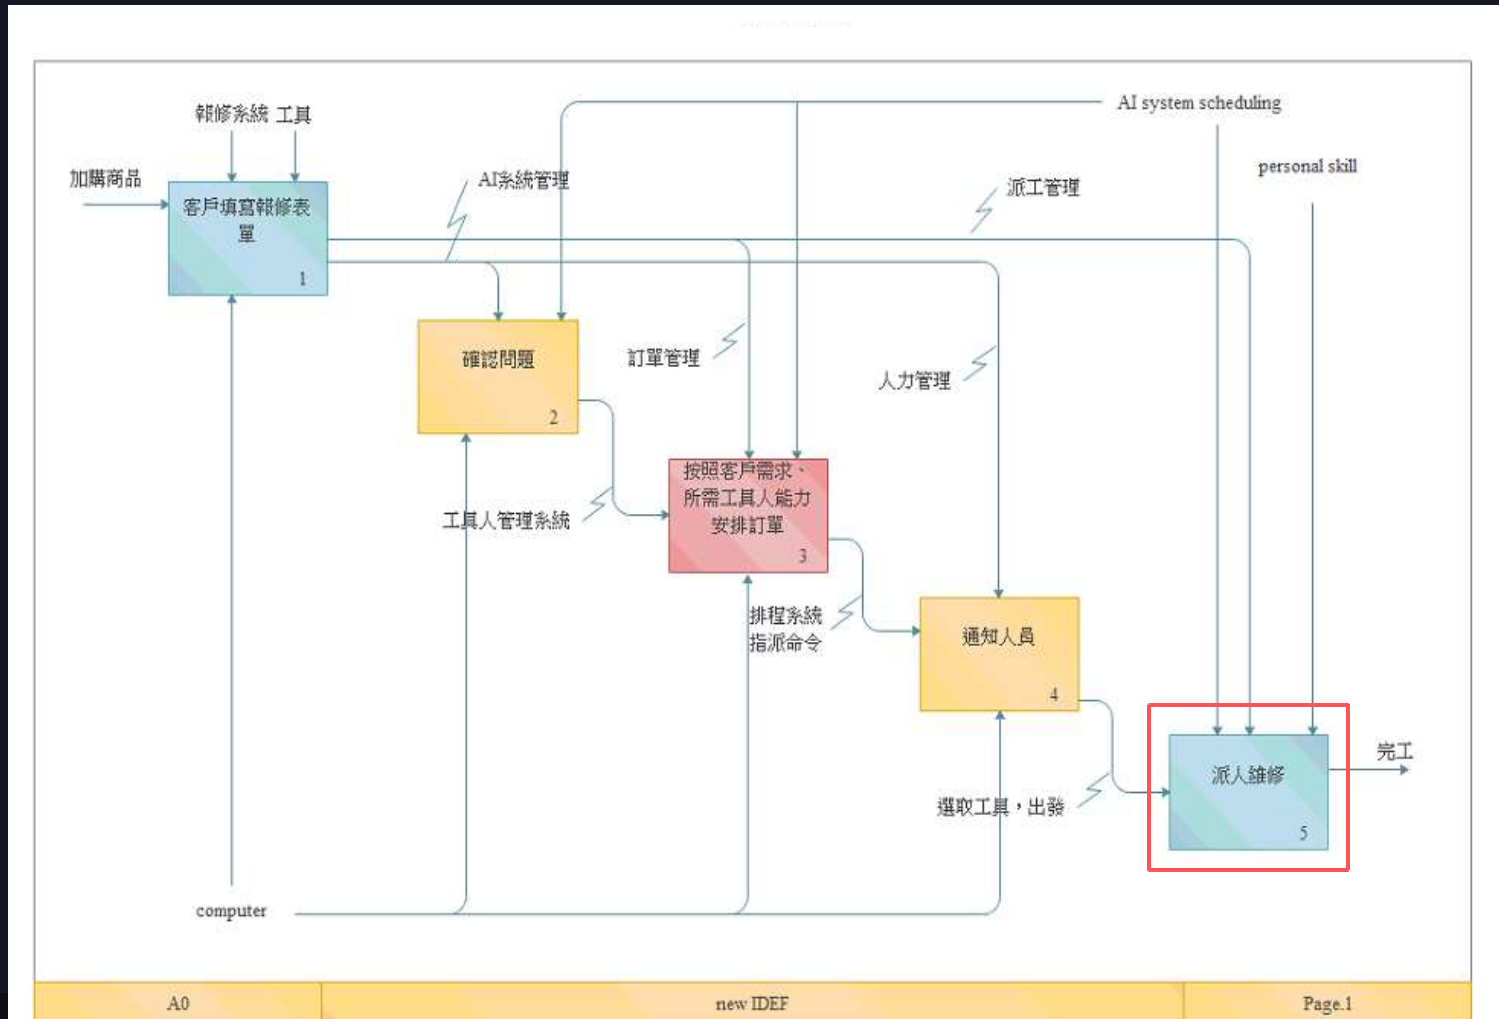 報修系統 工具
AI system scheduling
personal skill
加購商品
AI系統管理
派工管理
客戶填寫報修表
單
1
確認問題
2
訂單管理
人力管理
按照客戶需求、
所需工具人能力
安排訂單
3
工具人管理系統
排程系統
指派命令
通知人員
4
完工
派人維修
5
選取工具，出發
computer
A0
new IDEF
Page.1